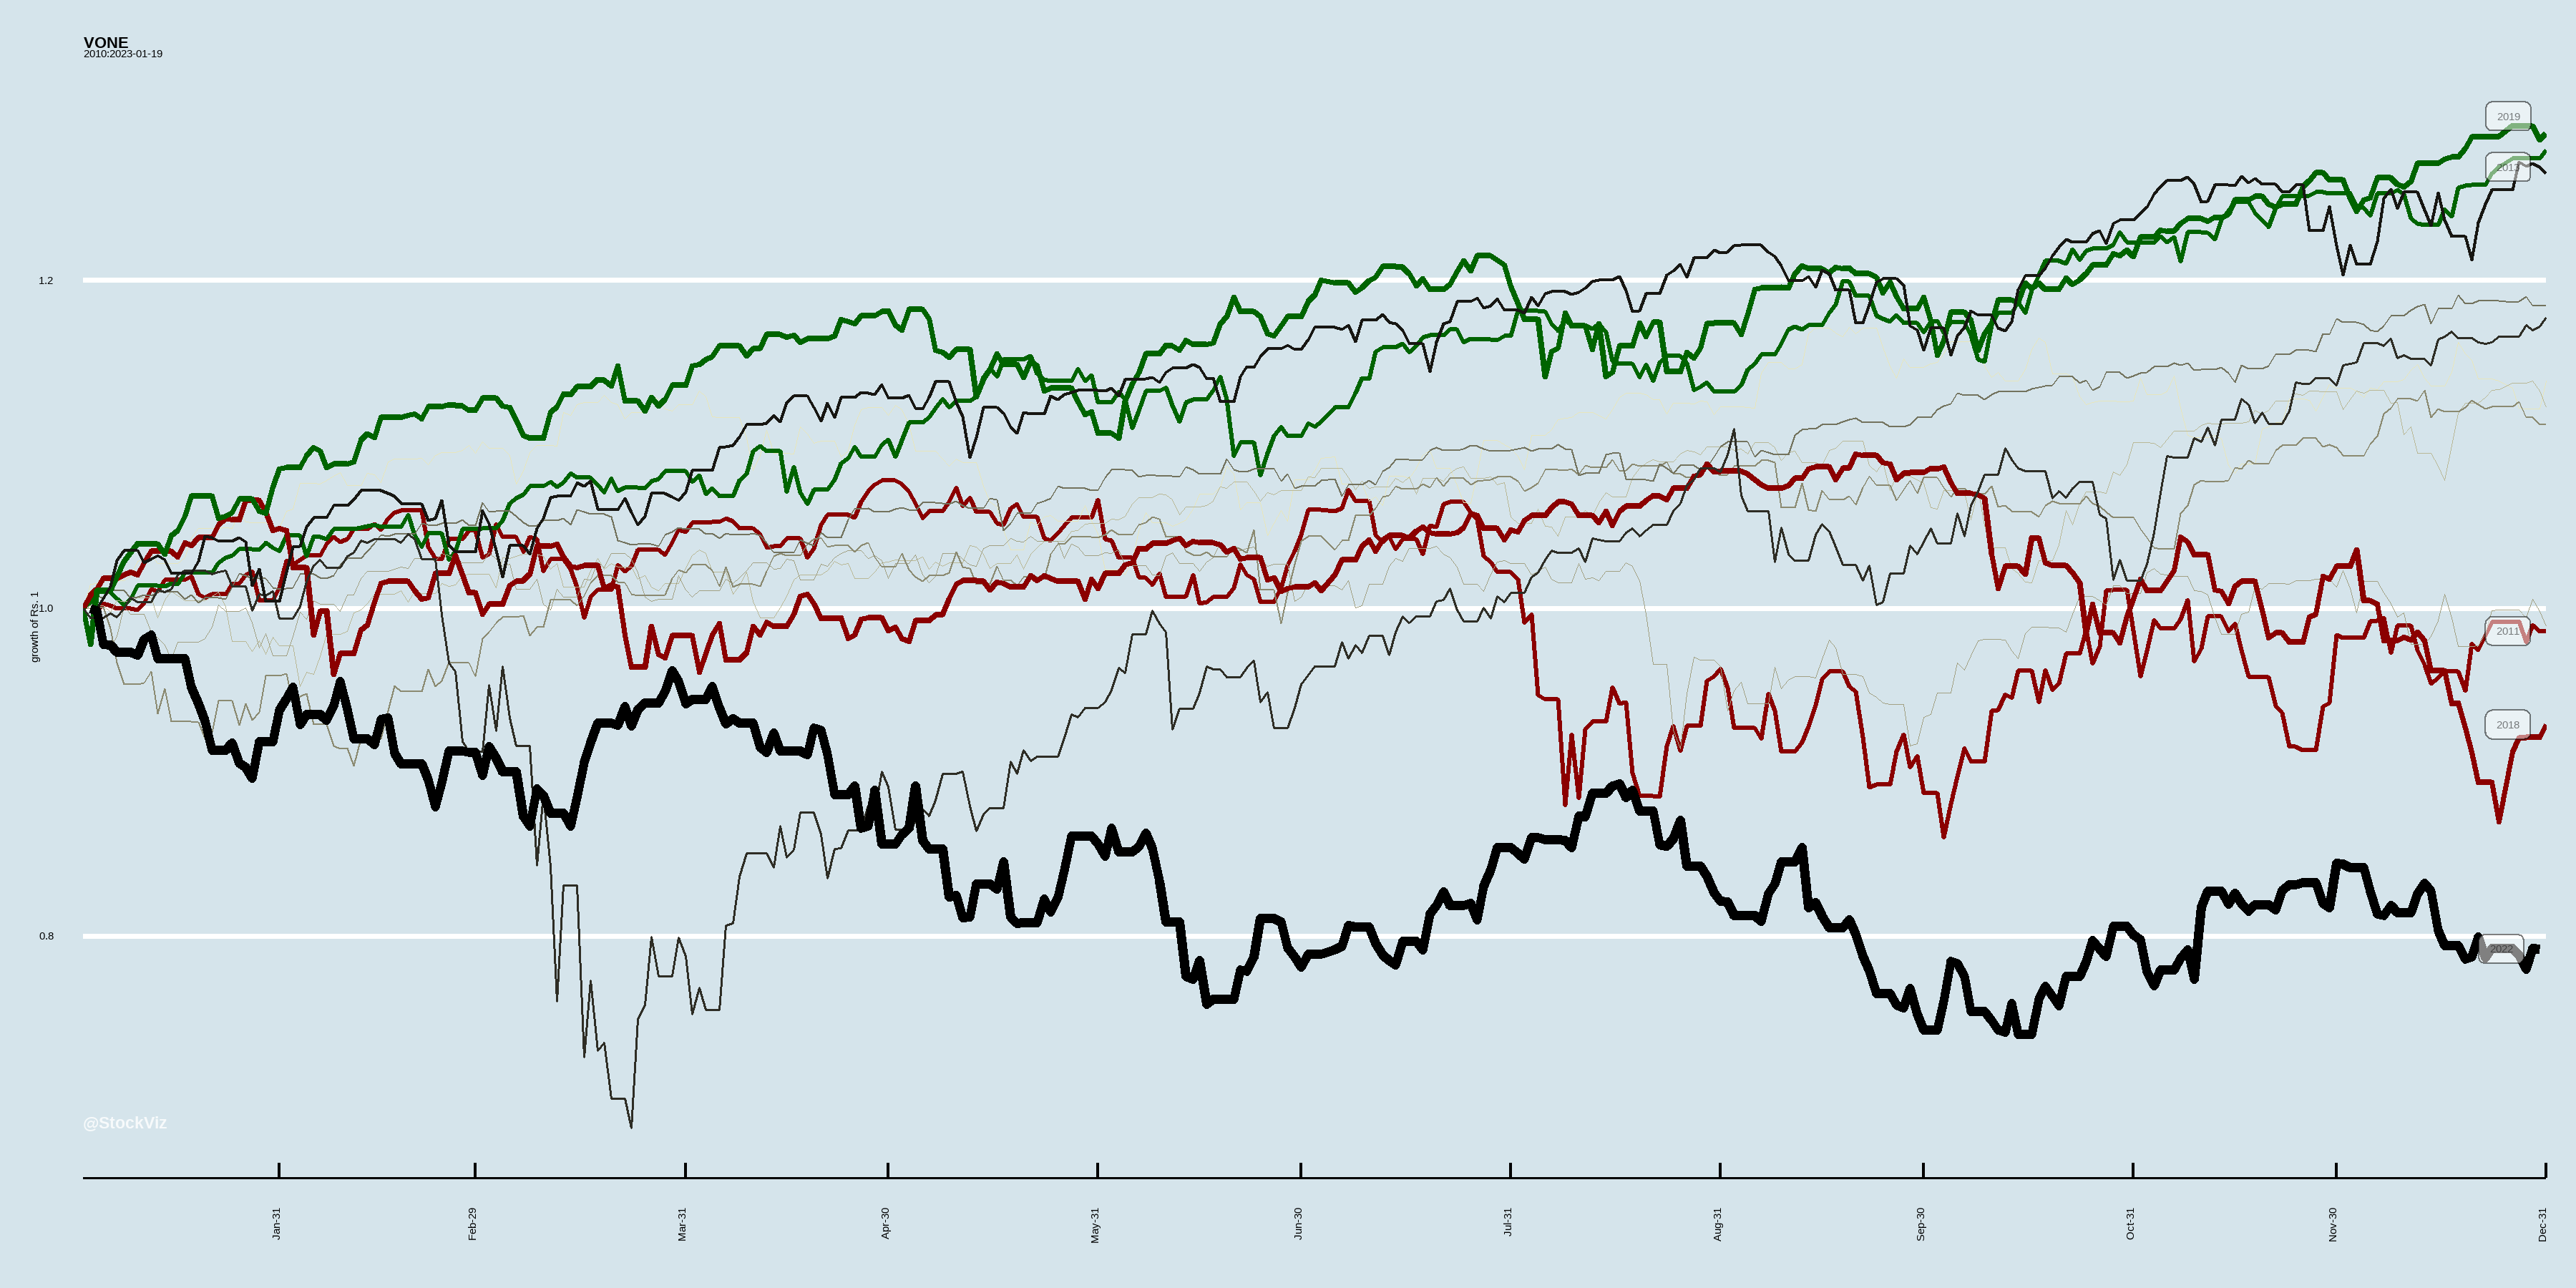 VONE
2010:2023-01-19
2019
2013
1.2
growth of Rs. 1
1.0
2011
2018
0.8
2022
@StockViz
Jan-31
Feb-29
Mar-31
Apr-30
May-31
Jun-30
Jul-31
Aug-31
Sep-30
Oct-31
Nov-30
Dec-31